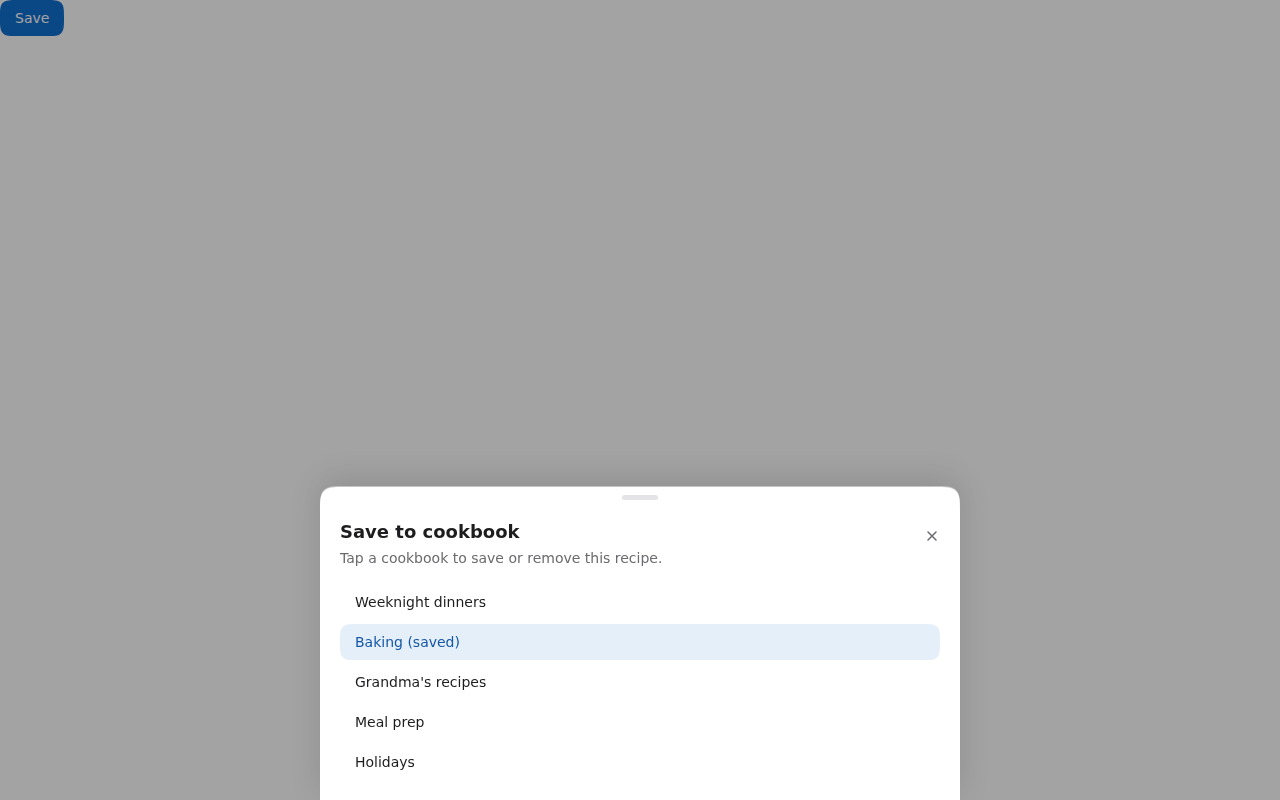 Save
Save to cookbook
Tap a cookbook to save or remove this recipe.
Weeknight dinners
Baking (saved)
Grandma's recipes
Meal prep
Holidays